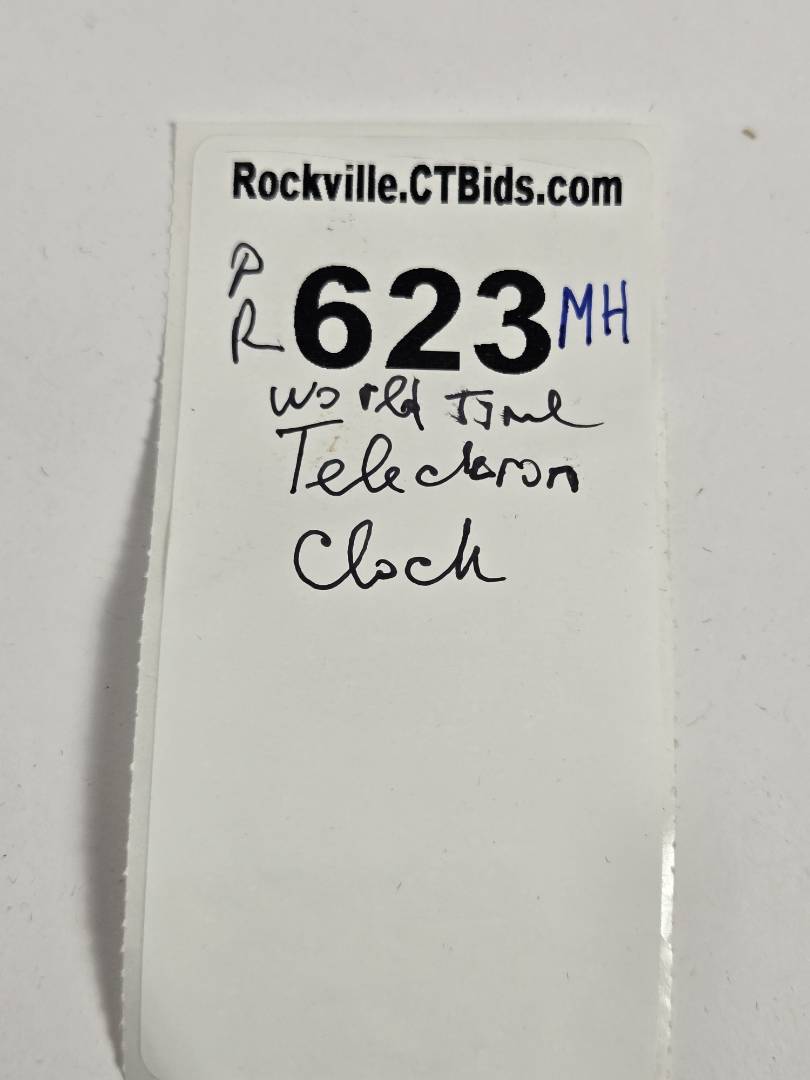 Rockville.CTBids.com
PR 623 MH
World Time
Telechron
Clock